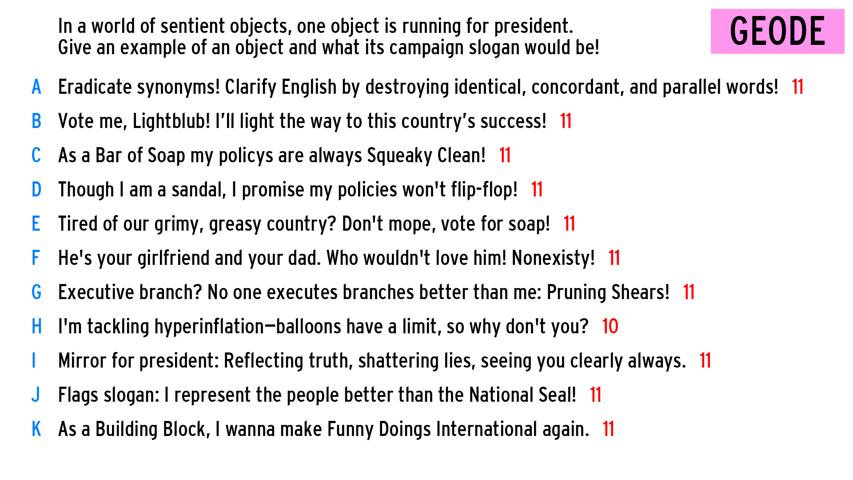 In a world of sentient objects, one object is running for president.
Give an example of an object and what its campaign slogan would be!
GEODE
A Eradicate synonyms! Clarify English by destroying identical, concordant, and parallel words! 11
B Vote me, Lightblub! I'll light the way to this country's success! 11
C As a Bar of Soap my policys are always Squeaky Clean! 11
D Though I am a sandal, I promise my policies won't flip-flop! 11
E Tired of our grimy, greasy country? Don't mope, vote for soap! 11
F He's your girlfriend and your dad. Who wouldn't love him! Nonexisty! 11
G Executive branch? No one executes branches better than me: Pruning Shears! 11
H I'm tackling hyperinflation—balloons have a limit, so why don't you? 10
I Mirror for president: Reflecting truth, shattering lies, seeing you clearly always. 11
J Flags slogan: I represent the people better than the National Seal! 11
K As a Building Block, I wanna make Funny Doings International again. 11